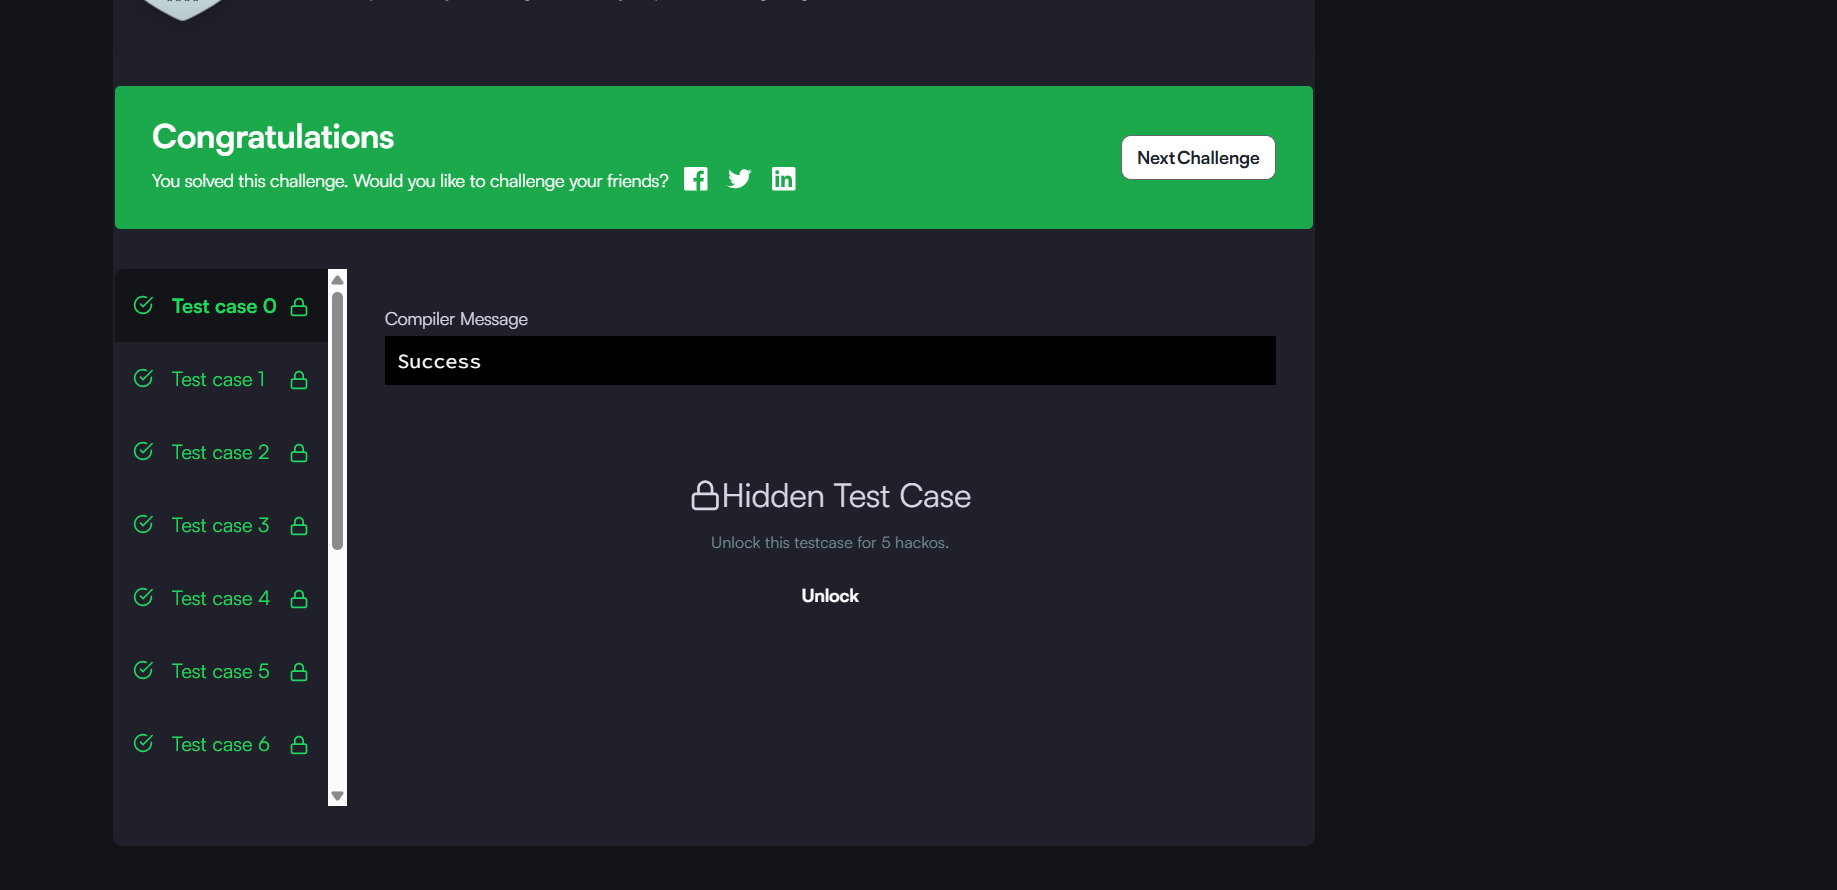 Congratulations
You solved this challenge. Would you like to challenge your friends?
Next Challenge
Test case 0
Test case 1
Test case 2
Test case 3
Test case 4
Test case 5
Test case 6
Compiler Message
Success
Hidden Test Case
Unlock this testcase for 5 hackos.
Unlock